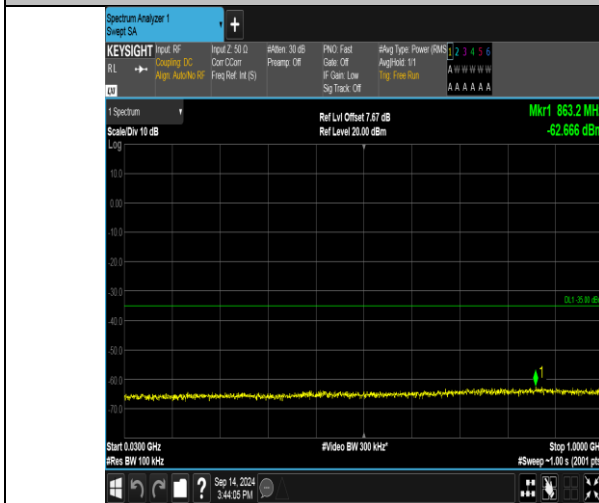 Spectrum Analyzer 1
Swept SA
+
KEYSIGHT Input: RF Input Z: 50 Ω #Atten: 30 dB PNO: Fast #Avg Type: Power (RMS 1 2 3 4 5 6
RL Coupling: DC Corr CCorr Preamp: Off Gate: Off Avg|Hold: 1/1 A W W W W W
Align: Auto/No RF Freq Ref: Int (S) IF Gain: Low Trig: Free Run
Sig Track: Off A A A A A A
1 Spectrum Ref Lvl Offset 7.67 dB Mkr1 863.2 MH
Scale/Div 10 dB Ref Level 20.00 dBm -62.666 dBm
Log
10.0
0.00
-10.0
-20.0
-30.0
DL1 -35.00 dBm
-40.0
-50.0
1
-60.0
-70.0
Start 0.0300 GHz #Video BW 300 kHz* Stop 1.0000 GH
#Res BW 100 kHz #Sweep ~1.00 s (2001 pts
? Sep 14, 2024
3:44:05 PM